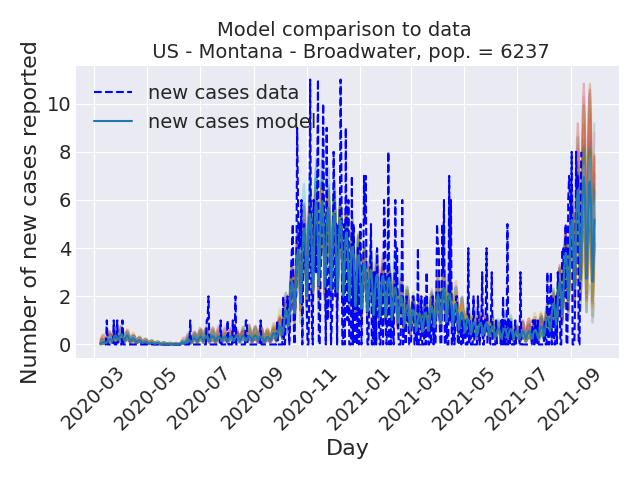 Model comparison to data
US - Montana - Broadwater, pop. = 6237
Number of new cases reported
10
8
6
4
2
0
new cases data
new cases model
2020-03
2020-05
2020-07
2020-09
2020-11
2021-01
2021-03
2021-05
2021-07
2021-09
Day